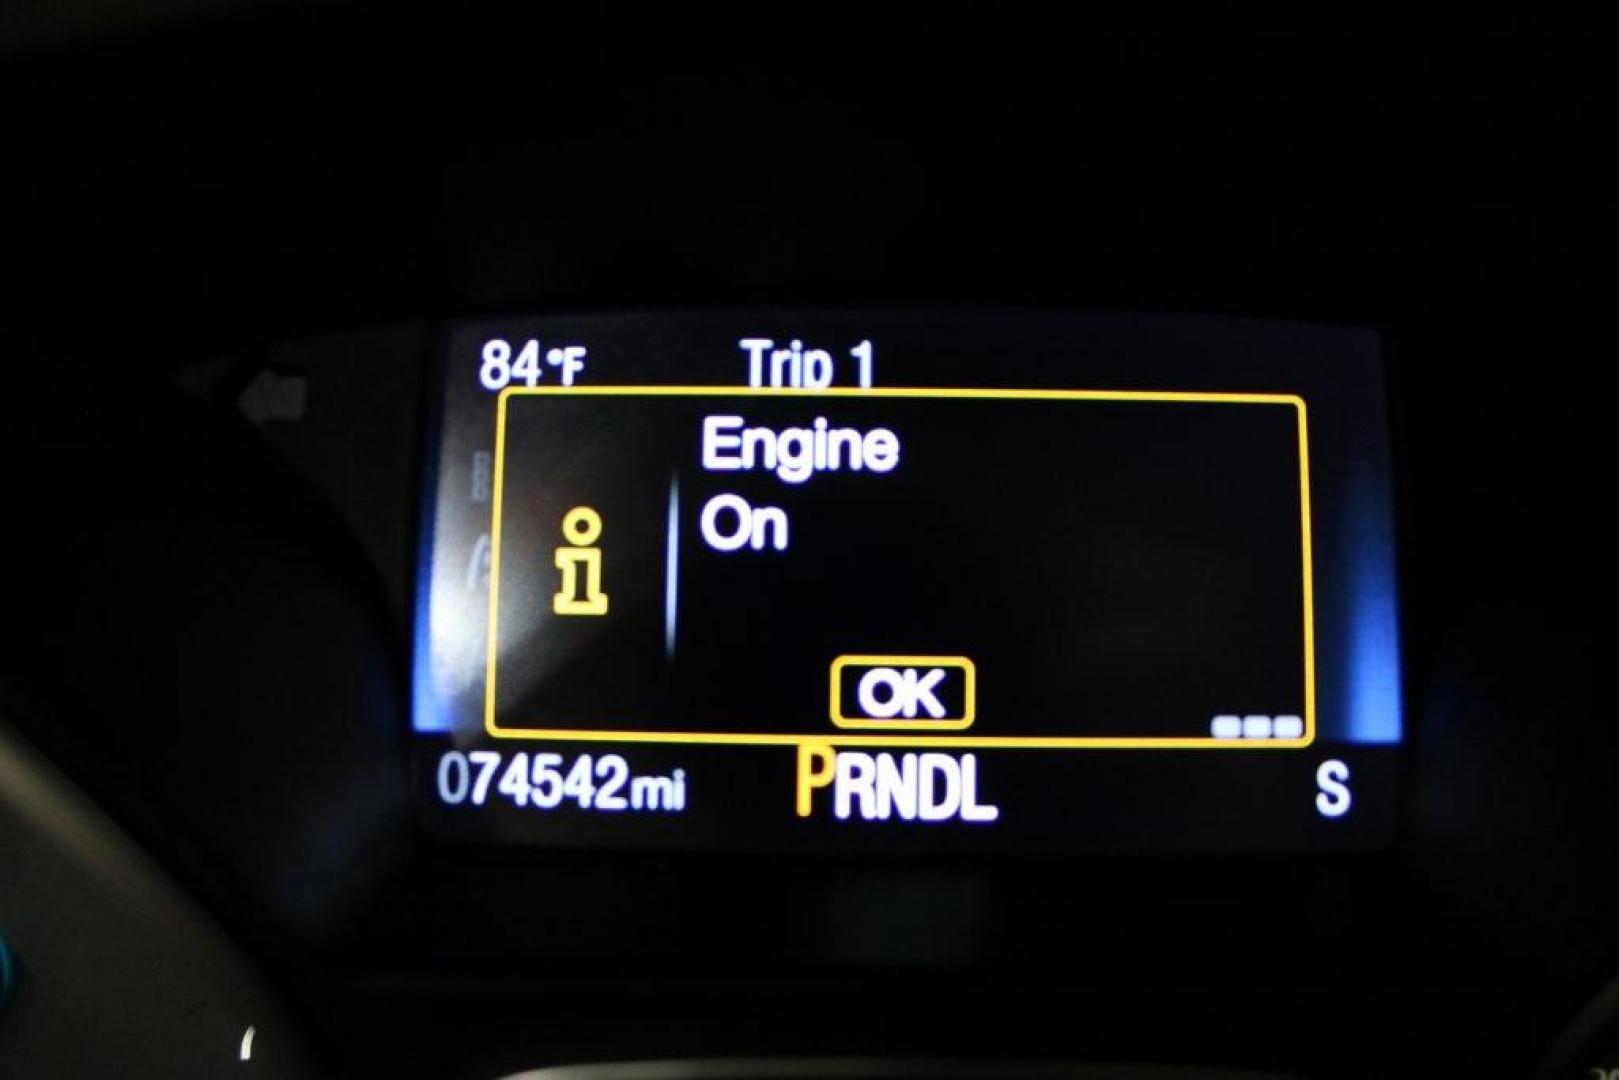 84°F Trip 1
Engine
On
OK
074542mi PRNDL S